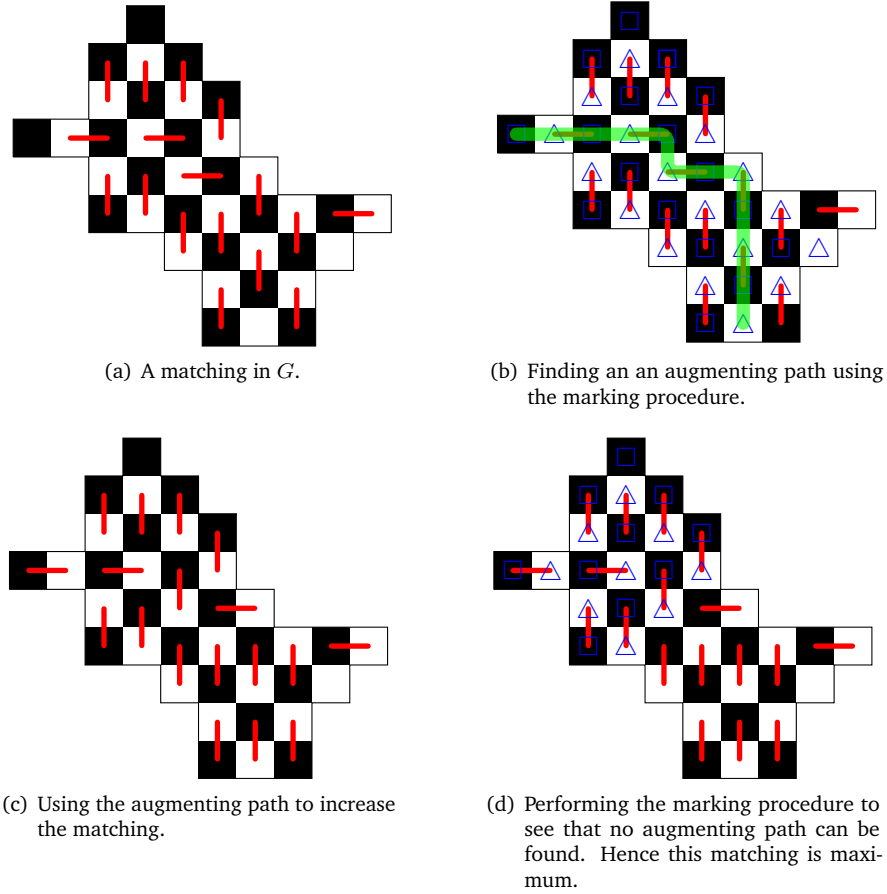 (a) A matching in G.
(b) Finding an an augmenting path using
the marking procedure.
(c) Using the augmenting path to increase
the matching.
(d) Performing the marking procedure to
see that no augmenting path can be
found. Hence this matching is maxi-
mum.